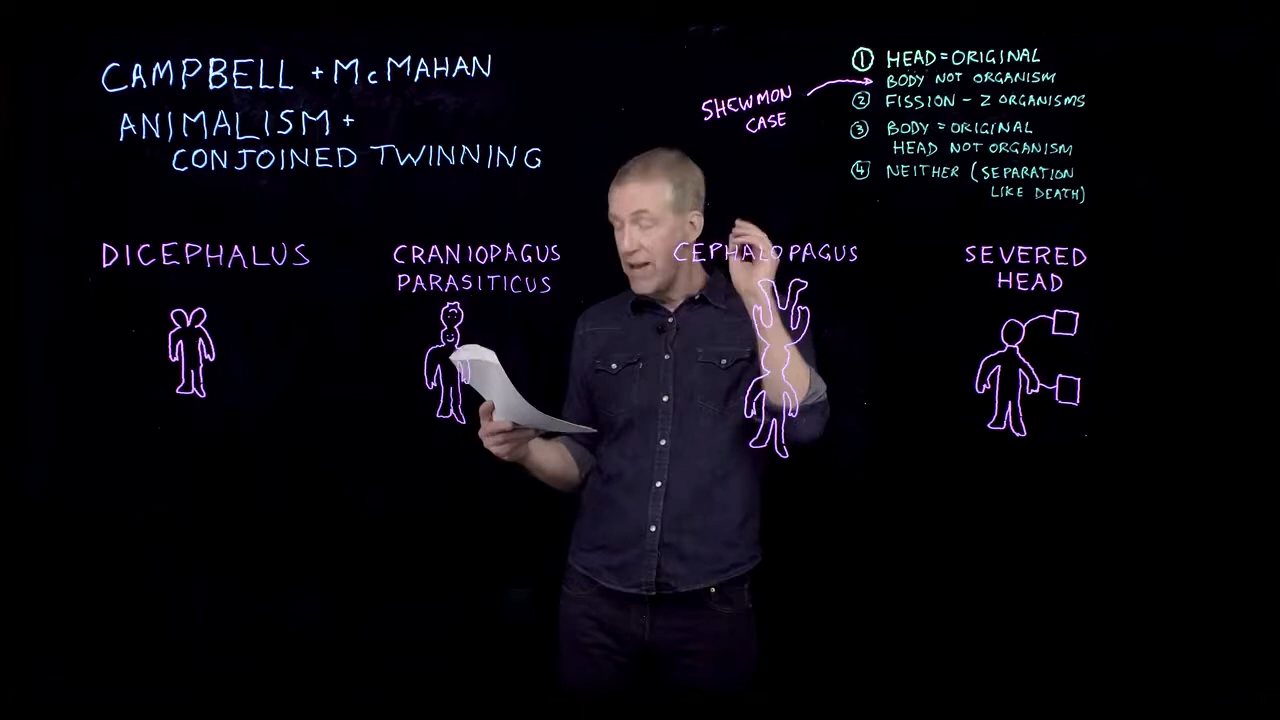 CAMPBELL + McMAHAN
ANIMALISM +
CONJOINED TWINNING
SHEWMON
CASE
① HEAD=ORIGINAL
BODY NOT ORGANISM
② FISSION - 2 ORGANISMS
③ BODY = ORIGINAL
HEAD NOT ORGANISM
④ NEITHER (SEPARATION
LIKE DEATH)
DICEPHALUS
CRANIOPAGUS
PARASITICUS
CEPHALOPAGUS
SEVERED
HEAD